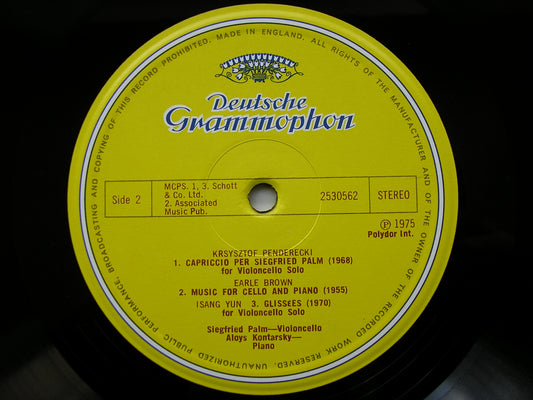 MADE IN ENGLAND. ALL RIGHTS OF THE MANUFACTURER AND OF THE OWNER OF THE RECORDED WORK RESERVED. UNAUTHORIZED PUBLIC PERFORMANCE, BROADCASTING AND COPYING OF THIS RECORD PROHIBITED.
Deutsche
Grammophon
Side 2
MCPS. 1, 3. Schott
& Co. Ltd.
2. Associated
Music Pub.
2530562
STEREO
℗ 1975
Polydor Int.
KRSYSZTOF PENDERECKI
1. CAPRICCIO PER SIEGFRIED PALM (1968)
for Violoncello Solo
EARLE BROWN
2. MUSIC FOR CELLO AND PIANO (1955)
ISANG YUN 3. GLISSéES (1970)
for Violoncello Solo
Siegfried Palm—Violoncello
Aloys Kontarsky—
Piano